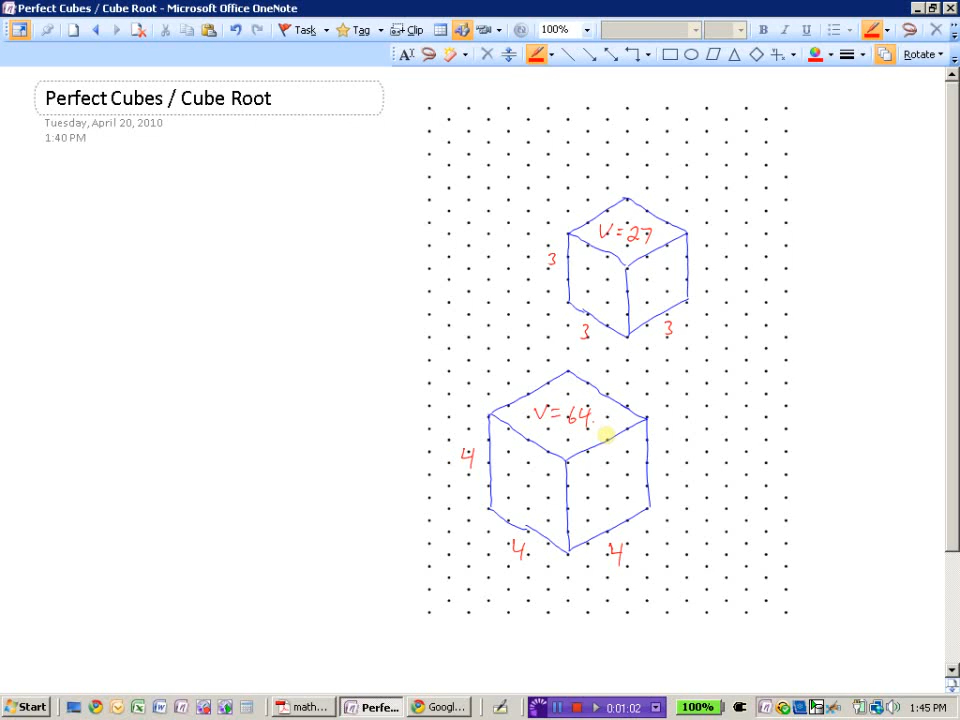 Perfect Cubes / Cube Root - Microsoft Office OneNote
Task Tag Clip 100% B I U
A Rotate
Perfect Cubes / Cube Root
Tuesday, April 20, 2010
1:40 PM
V=27
3
3
3
V=64.
4
4
4
Start math... Perfe... Googl... 0:01:02 100% 1:45 PM